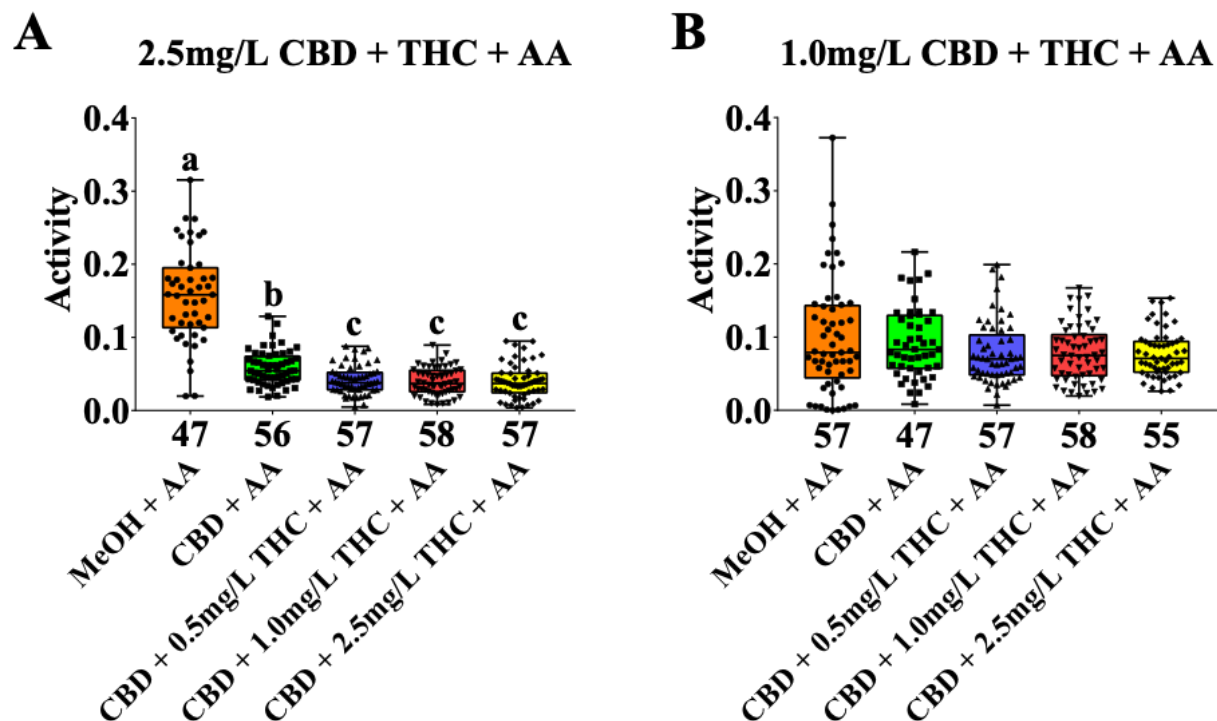 A
2.5mg/L CBD + THC + AA
Activity
0.4
0.3
0.2
0.1
0.0
a
b
c
c
c
47 56 57 58 57
MeOH + AA
CBD + AA
CBD + 0.5mg/L THC + AA
CBD + 1.0mg/L THC + AA
CBD + 2.5mg/L THC + AA
B
1.0mg/L CBD + THC + AA
Activity
0.4
0.3
0.2
0.1
0.0
57 47 57 58 55
MeOH + AA
CBD + AA
CBD + 0.5mg/L THC + AA
CBD + 1.0mg/L THC + AA
CBD + 2.5mg/L THC + AA